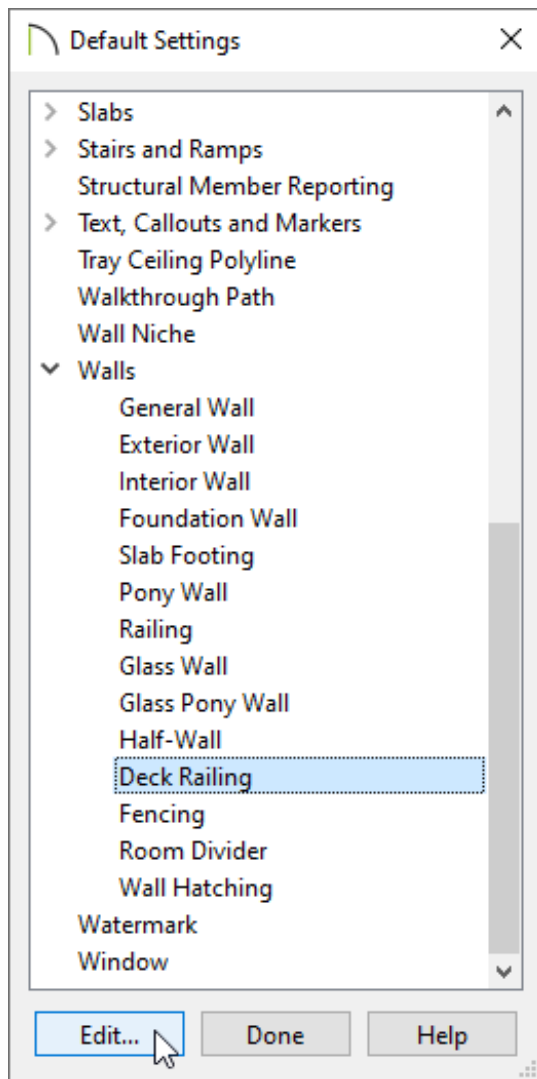 Default Settings
Slabs
Stairs and Ramps
Structural Member Reporting
Text, Callouts and Markers
Tray Ceiling Polyline
Walkthrough Path
Wall Niche
Walls
General Wall
Exterior Wall
Interior Wall
Foundation Wall
Slab Footing
Pony Wall
Railing
Glass Wall
Glass Pony Wall
Half-Wall
Deck Railing
Fencing
Room Divider
Wall Hatching
Watermark
Window
Edit... Done Help